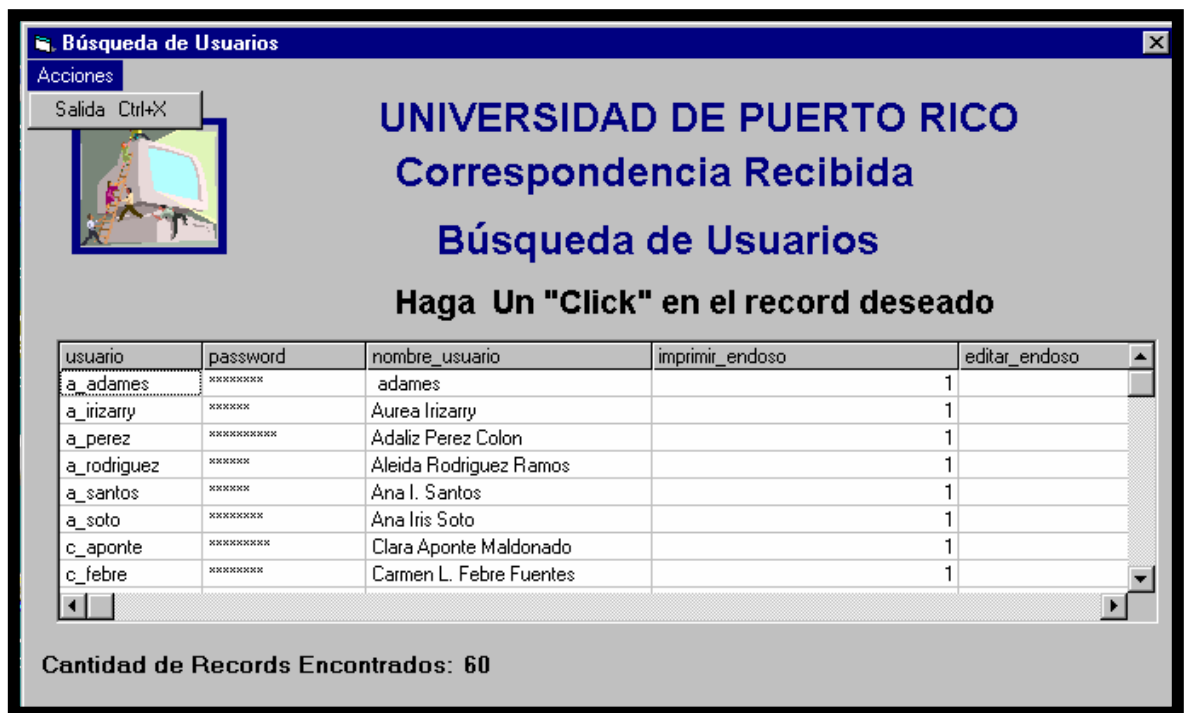 Búsqueda de Usuarios
Acciones
Salida Ctrl+X
UNIVERSIDAD DE PUERTO RICO
Correspondencia Recibida
Búsqueda de Usuarios
Haga Un "Click" en el record deseado
usuario password nombre_usuario imprimir_endoso editar_endoso
a_adames ******** adames 1
a_irizarry ****** Aurea Irizarry 1
a_perez ********** Adaliz Perez Colon 1
a_rodriguez ****** Aleida Rodriguez Ramos 1
a_santos ****** Ana I. Santos 1
a_soto ******** Ana Iris Soto 1
c_aponte ********* Clara Aponte Maldonado 1
c_febre ******** Carmen L. Febre Fuentes 1
Cantidad de Records Encontrados: 60